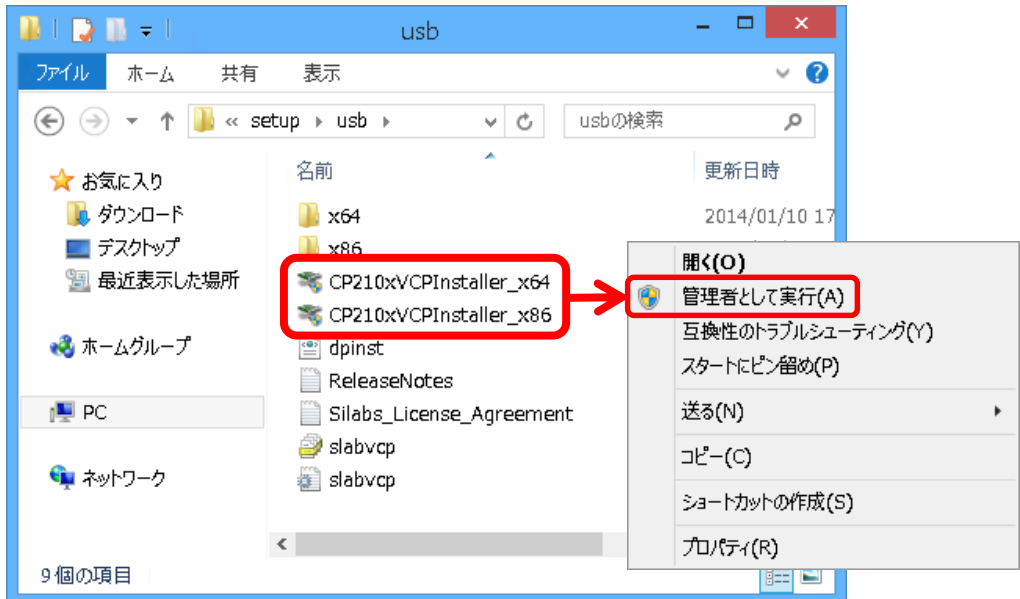 usb
ファイル
ホーム
共有
表示
« setup usb
usbの検索
お気に入り
ダウンロード
デスクトップ
最近表示した場所
ホームグループ
PC
ネットワーク
名前
更新日時
x64
2014/01/10 17
x86
CP210xVCPInstaller_x64
CP210xVCPInstaller_x86
dpinst
ReleaseNotes
Silabs_License_Agreement
slabvcp
slabvcp
9 個の項目
開く(O)
管理者として実行(A)
互換性のトラブルシューティング(Y)
スタートにピン留め(P)
送る(N)
コピー(C)
ショートカットの作成(S)
プロパティ(R)